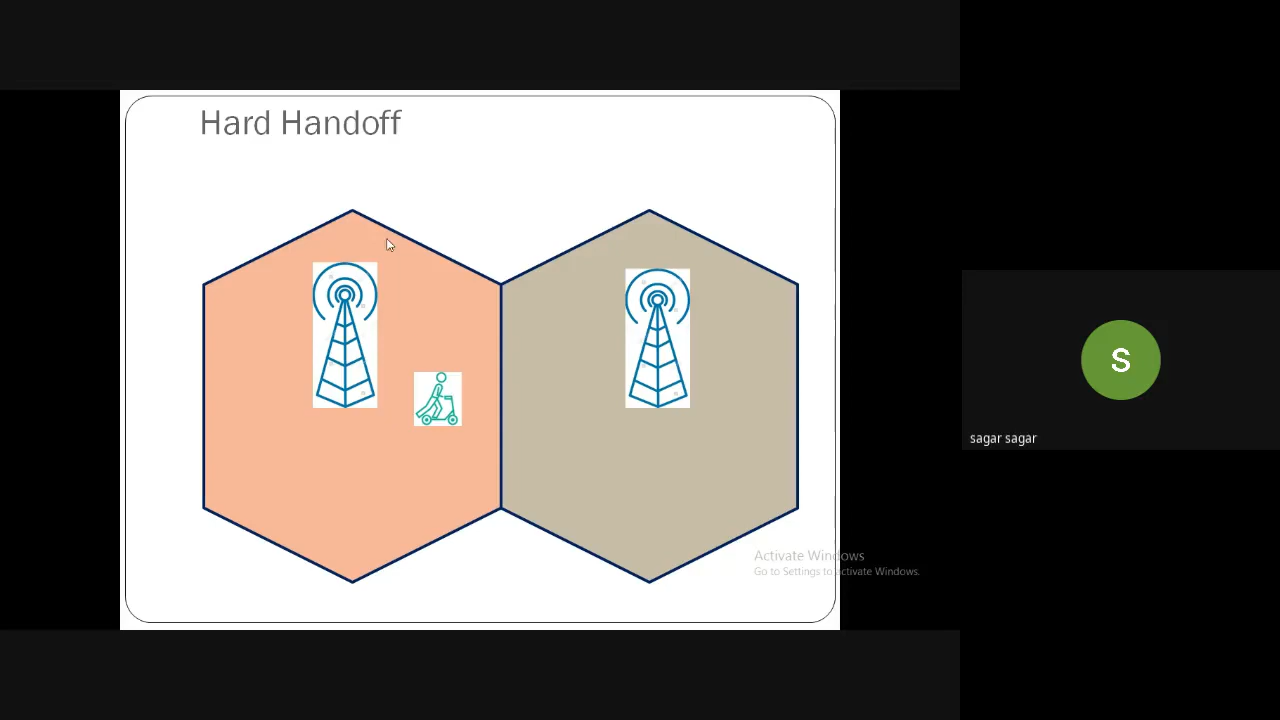 Hard Handoff
S
sagar sagar
Activate Windows
Go to Settings to activate Windows.